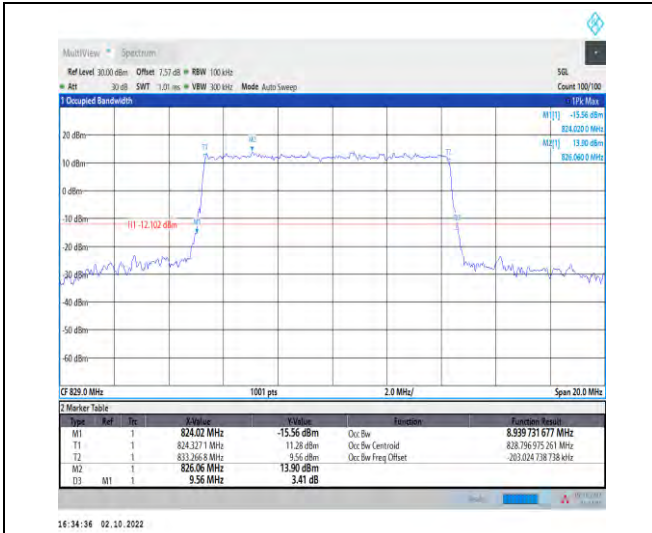 MultiView Spectrum
Ref Level 30.00 dBm Offset 7.57 dB RBW 100 kHz SGL
Att 30 dB SWT 1.01 ms VBW 300 kHz Mode Auto Sweep Count 100/100
1 Occupied Bandwidth 1Pk Max
M1[1] -15.56 dBm
824.020 0 MHz
M2[1] 13.90 dBm
826.060 0 MHz
20 dBm
T1 M2 T2
10 dBm
0 dBm
-10 dBm
H1 -12.102 dBm M1
-20 dBm
-30 dBm
-40 dBm
-50 dBm
-60 dBm
CF 829.0 MHz 1001 pts 2.0 MHz/ Span 20.0 MHz
2 Marker Table
Type Ref Trc X-Value Y-Value Function Function Result
M1 1 824.02 MHz -15.56 dBm Occ Bw 8.939 731 677 MHz
T1 1 824.327 1 MHz 11.28 dBm Occ Bw Centroid 828.796 975 261 MHz
T2 1 833.266 8 MHz 9.56 dBm Occ Bw Freq Offset -203.024 738 738 kHz
M2 1 826.06 MHz 13.90 dBm
D3 M1 1 9.56 MHz 3.41 dB
16:34:36 02.10.2022